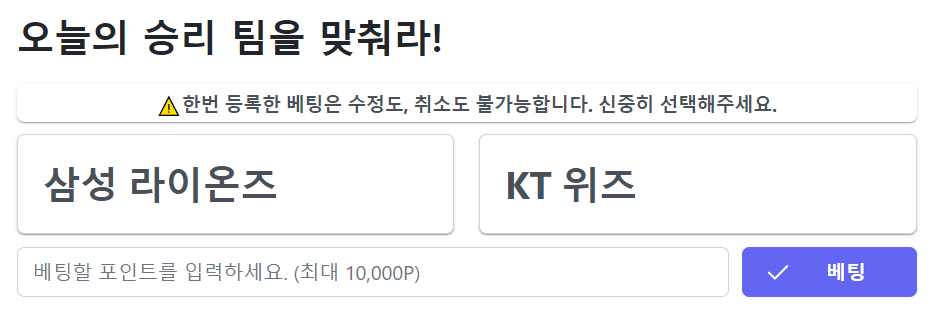 오늘의 승리 팀을 맞춰라!
⚠ 한번 등록한 베팅은 수정도, 취소도 불가능합니다. 신중히 선택해주세요.
삼성 라이온즈
KT 위즈
베팅할 포인트를 입력하세요. (최대 10,000P)
베팅